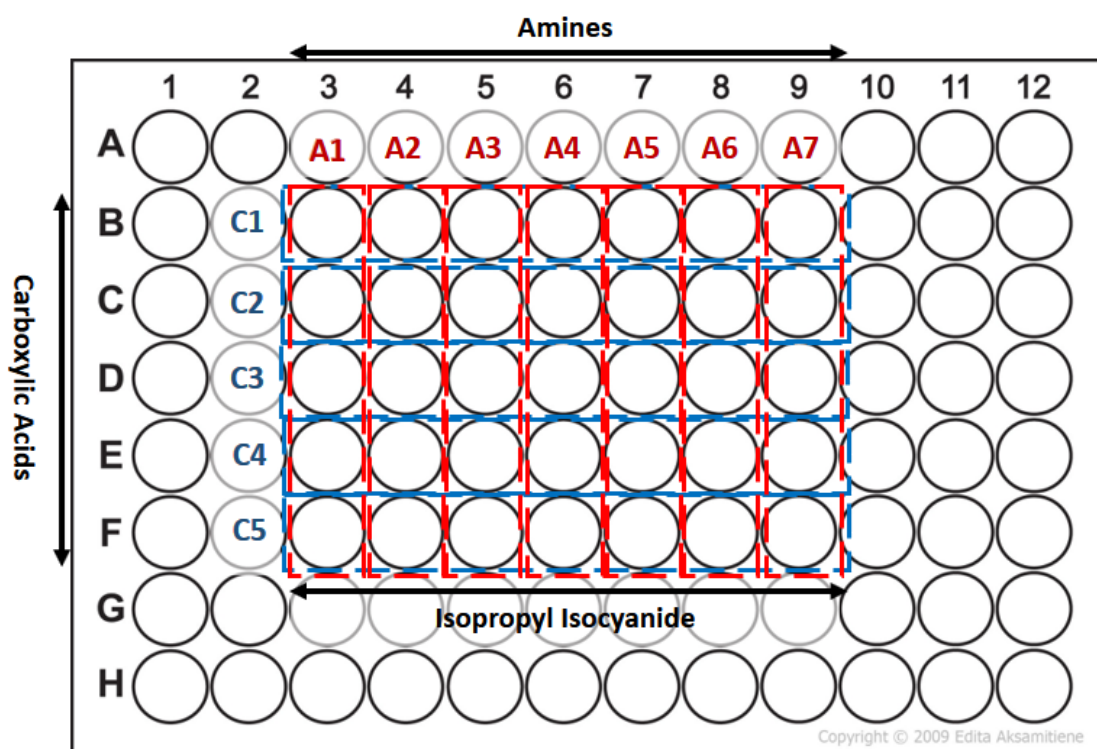 Amines
1 2 3 4 5 6 7 8 9 10 11 12
A A1 A2 A3 A4 A5 A6 A7
B C1
C C2
D C3
E C4
F C5
G
H
Carboxylic Acids
Isopropyl Isocyanide
Copyright © 2009 Edita Aksamitiene